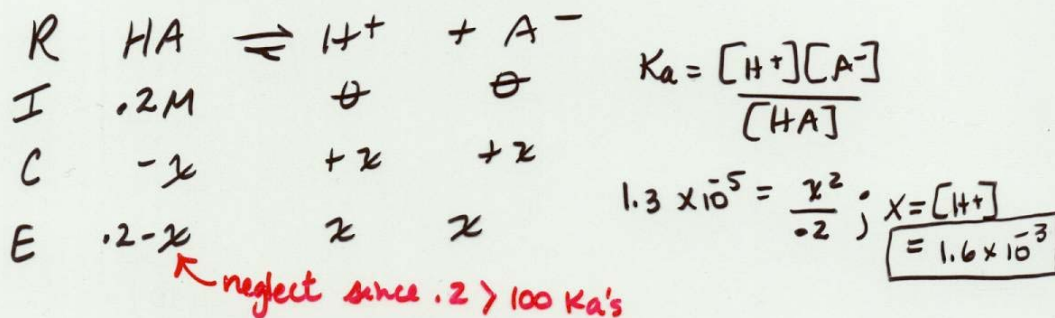 R HA ⇌ H⁺ + A⁻
I .2M 0 0
C -x +x +x
E .2-x x x
neglect since .2 > 100 Ka's
Ka = [H⁺][A⁻] / [HA]
1.3 x 10⁻⁵ = x² / .2 ; x = [H⁺]
= 1.6 x 10⁻³